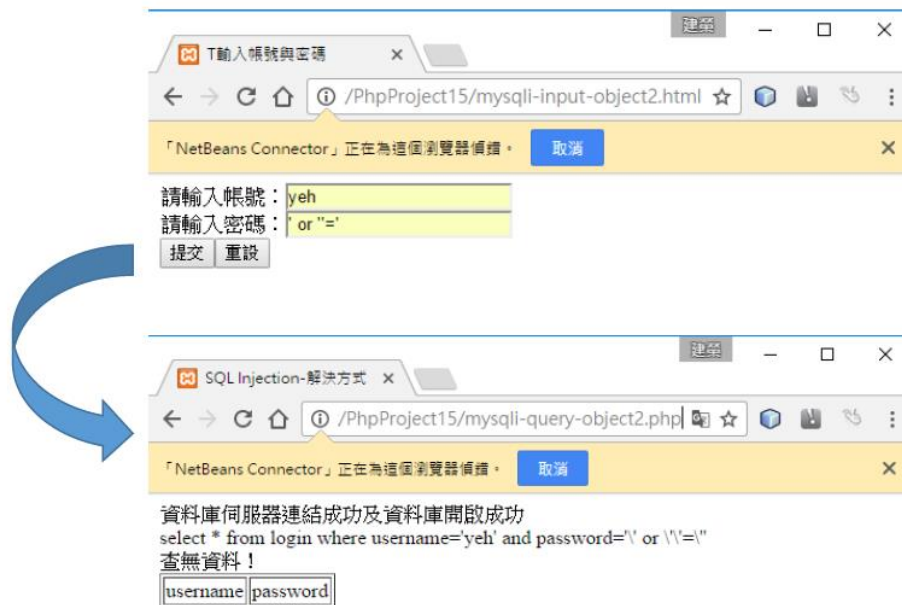 建榮
T輸入帳號與密碼
/PhpProject15/mysqli-input-object2.html
「NetBeans Connector」正在為這個瀏覽器偵錯。 取消
請輸入帳號：yeh
請輸入密碼：' or ''='
提交 重設
建榮
SQL Injection-解決方式
/PhpProject15/mysqli-query-object2.php
「NetBeans Connector」正在為這個瀏覽器偵錯。 取消
資料庫伺服器連結成功及資料庫開啟成功
select * from login where username='yeh' and password='\' or \'\'=\''
查無資料！
username password